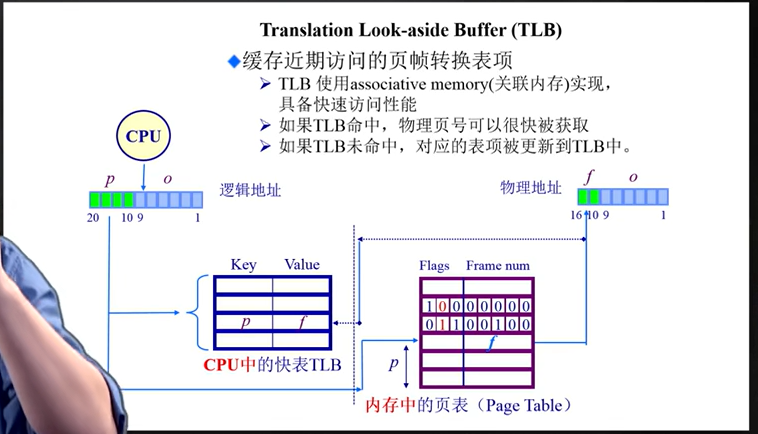 Translation Look-aside Buffer (TLB)
缓存近期访问的页帧转换表项
TLB 使用associative memory(关联内存)实现，
具备快速访问性能
如果TLB命中，物理页号可以很快被获取
如果TLB未命中，对应的表项被更新到TLB中。
CPU
p o
逻辑地址
20 10 9 1
物理地址
f o
16 10 9 1
Key Value
p f
CPU中的快表TLB
Flags Frame num
1 0 0 0 0 0 0 0
0 1 1 0 0 1 0 0
f
p
内存中的页表（Page Table）